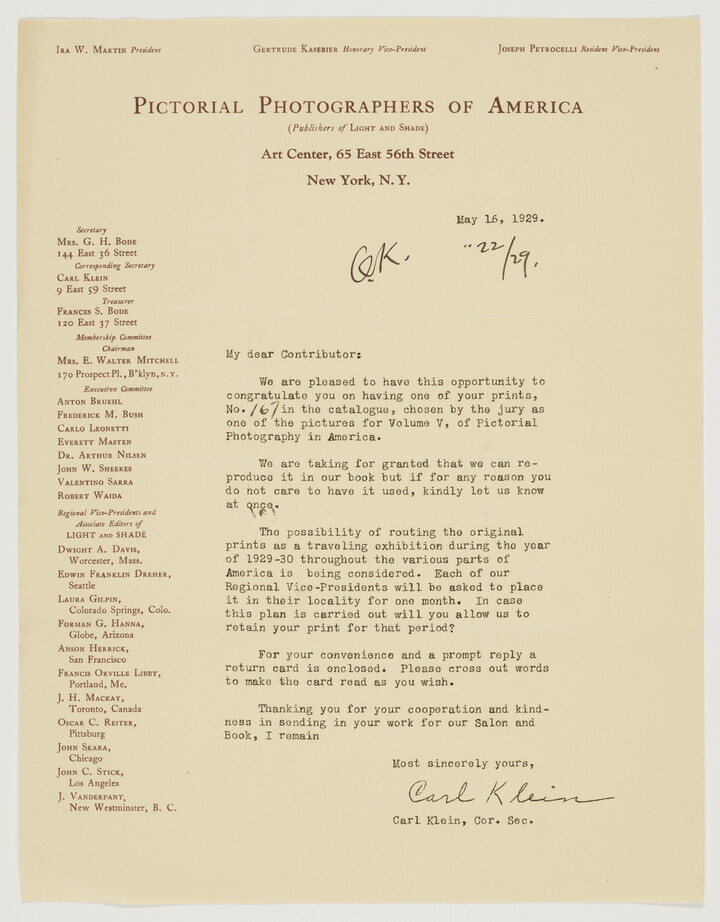 IRA W. MARTIN President
GERTRUDE KASEBIER Honorary Vice-President
JOSEPH PETROCELLI Resident Vice-President
PICTORIAL PHOTOGRAPHERS OF AMERICA
(Publishers of LIGHT AND SHADE)
Art Center, 65 East 56th Street
New York, N. Y.
May 16, 1929.
O.K. " 22/29.
Secretary
MRS. G. H. BODE
144 East 36 Street
Corresponding Secretary
CARL KLEIN
9 East 59 Street
Treasurer
FRANCES S. BODE
120 East 37 Street
Membership Committee
Chairman
MRS. E. WALTER MITCHELL
170 Prospect Pl., B'klyn, N.Y.
Executive Committee
ANTON BRUEHL
FREDERICK M. BUSH
CARLO LEONETTI
EVERETT MASTEN
DR. ARTHUR NILSEN
JOHN W. SHEERES
VALENTINO SARRA
ROBERT WAIDA
Regional Vice-Presidents and
Associate Editors of
LIGHT AND SHADE
DWIGHT A. DAVIS,
Worcester, Mass.
EDWIN FRANKLIN DREHER,
Seattle
LAURA GILPIN,
Colorado Springs, Colo.
FORMAN G. HANNA,
Globe, Arizona
ANSON HERRICK,
San Francisco
FRANCIS ORVILLE LIBBY,
Portland, Me.
J. H. MACKAY,
Toronto, Canada
OSCAR C. REITER,
Pittsburg
JOHN SKARA,
Chicago
JOHN C. STICK,
Los Angeles
J. VANDERPANT,
New Westminster, B. C.
My dear Contributor:
We are pleased to have this opportunity to
congratulate you on having one of your prints,
No. 167 in the catalogue, chosen by the jury as
one of the pictures for Volume V, of Pictorial
Photography in America.
We are taking for granted that we can re-
produce it in our book but if for any reason you
do not care to have it used, kindly let us know
at once.
The possibility of routing the original
prints as a traveling exhibition during the year
of 1929-30 throughout the various parts of
America is being considered. Each of our
Regional Vice-Presidents will be asked to place
it in their locality for one month. In case
this plan is carried out will you allow us to
retain your print for that period?
For your convenience and a prompt reply a
return card is enclosed. Please cross out words
to make the card read as you wish.
Thanking you for your cooperation and kind-
ness in sending in your work for our Salon and
Book, I remain
Most sincerely yours,
Carl Klein
Carl Klein, Cor. Sec.